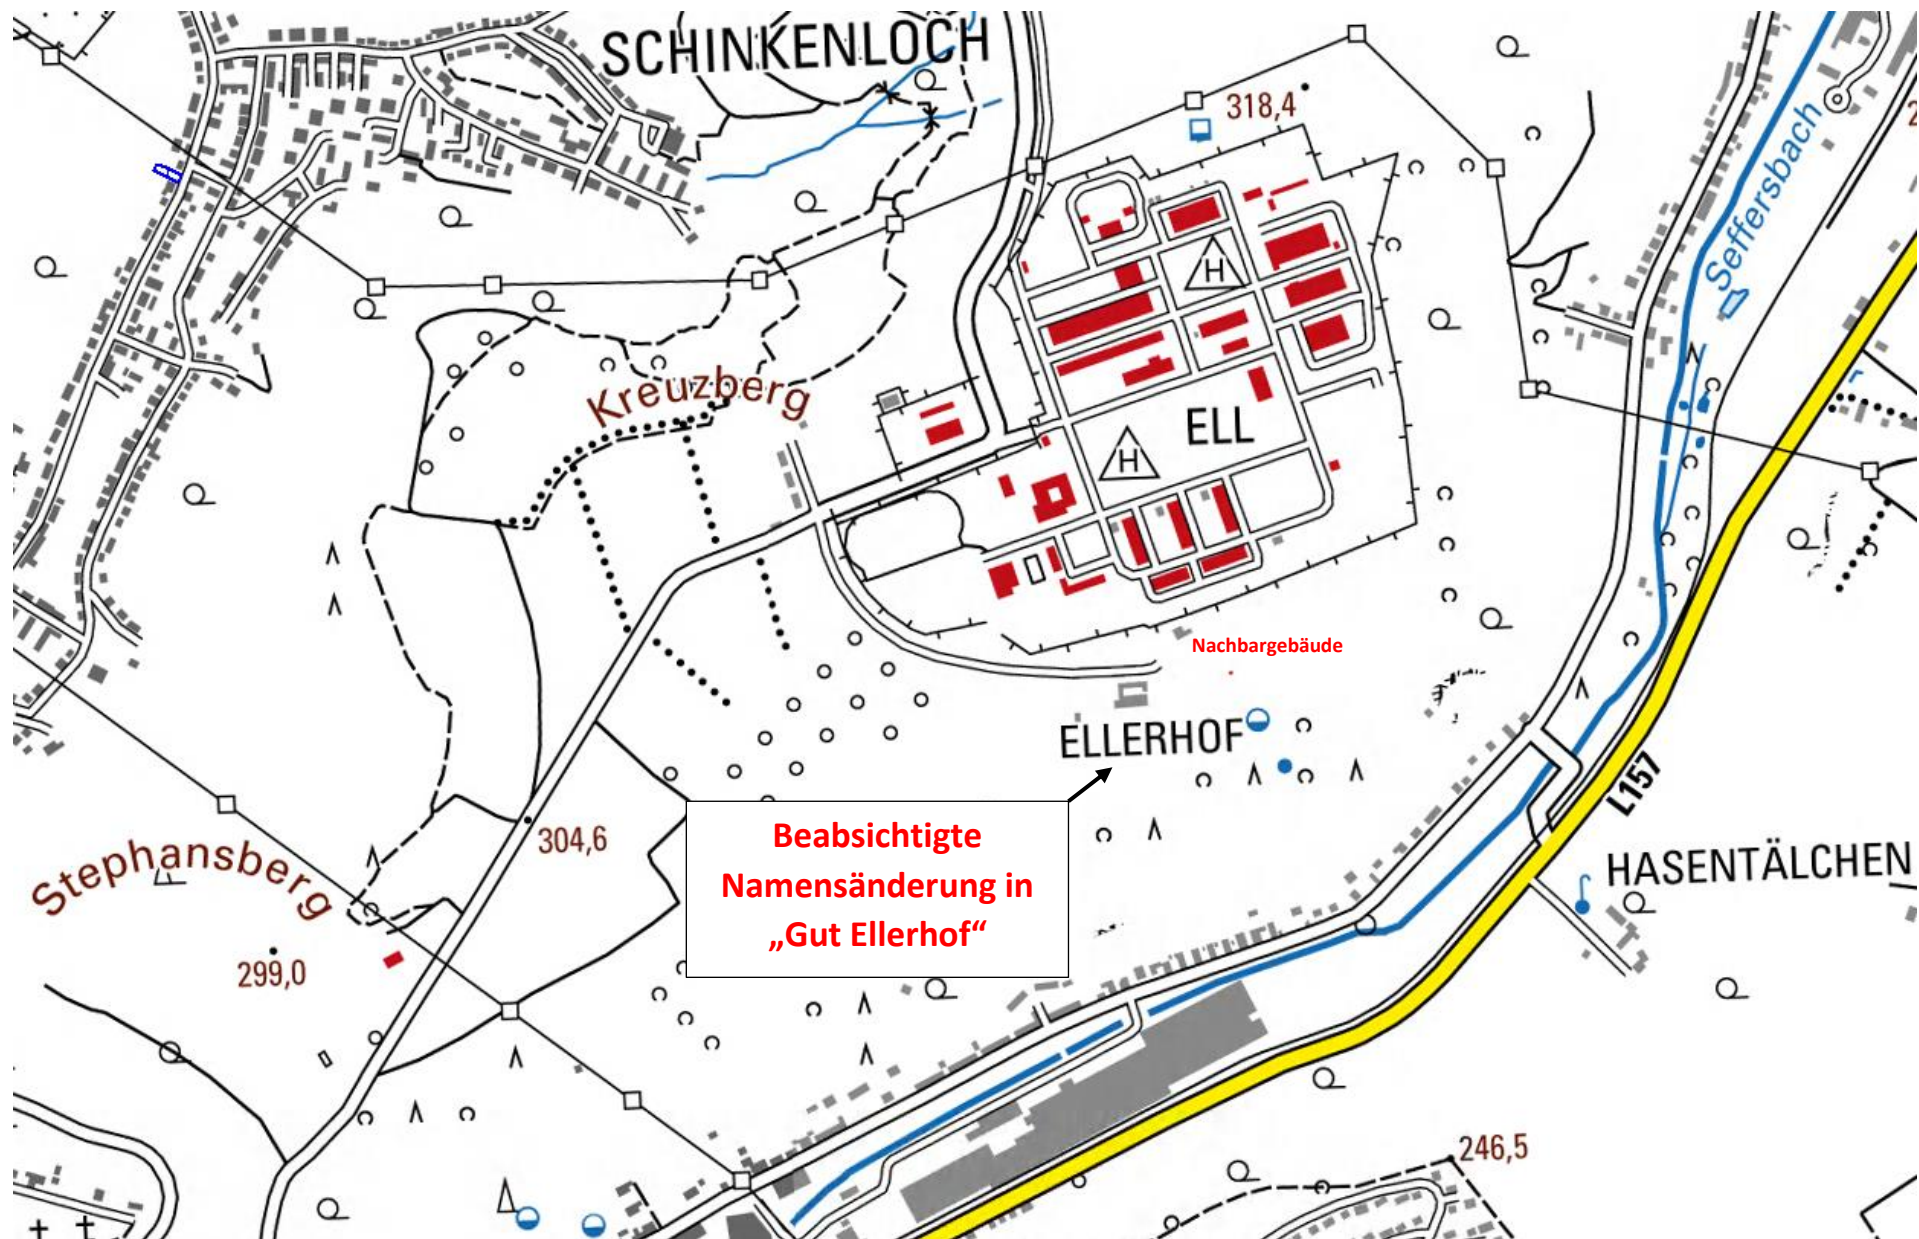 SCHINKENLOCH
318,4
Seffersbach
H
Kreuzberg
ELL
H
Nachbargebäude
ELLERHOF
L157
Beabsichtigte
Namensänderung in
„Gut Ellerhof“
304,6
Stephansberg
HASENTÄLCHEN
299,0
246,5
2